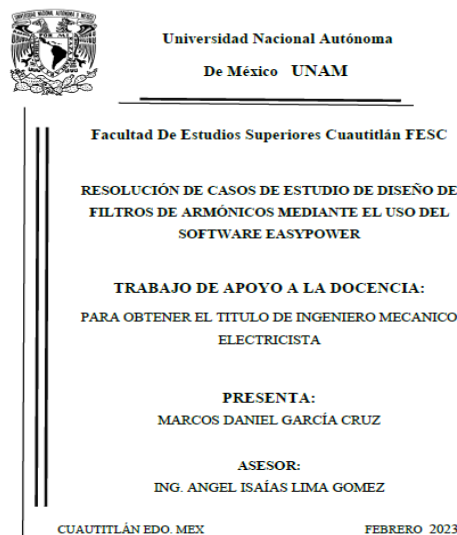 Universidad Nacional Autónoma
De México UNAM
Facultad De Estudios Superiores Cuautitlán FESC
RESOLUCIÓN DE CASOS DE ESTUDIO DE DISEÑO DE
FILTROS DE ARMÓNICOS MEDIANTE EL USO DEL
SOFTWARE EASYPOWER
TRABAJO DE APOYO A LA DOCENCIA:
PARA OBTENER EL TITULO DE INGENIERO MECANICO
ELECTRICISTA
PRESENTA:
MARCOS DANIEL GARCÍA CRUZ
ASESOR:
ING. ANGEL ISAÍAS LIMA GOMEZ
CUAUTITLÁN EDO. MEX FEBRERO 2023